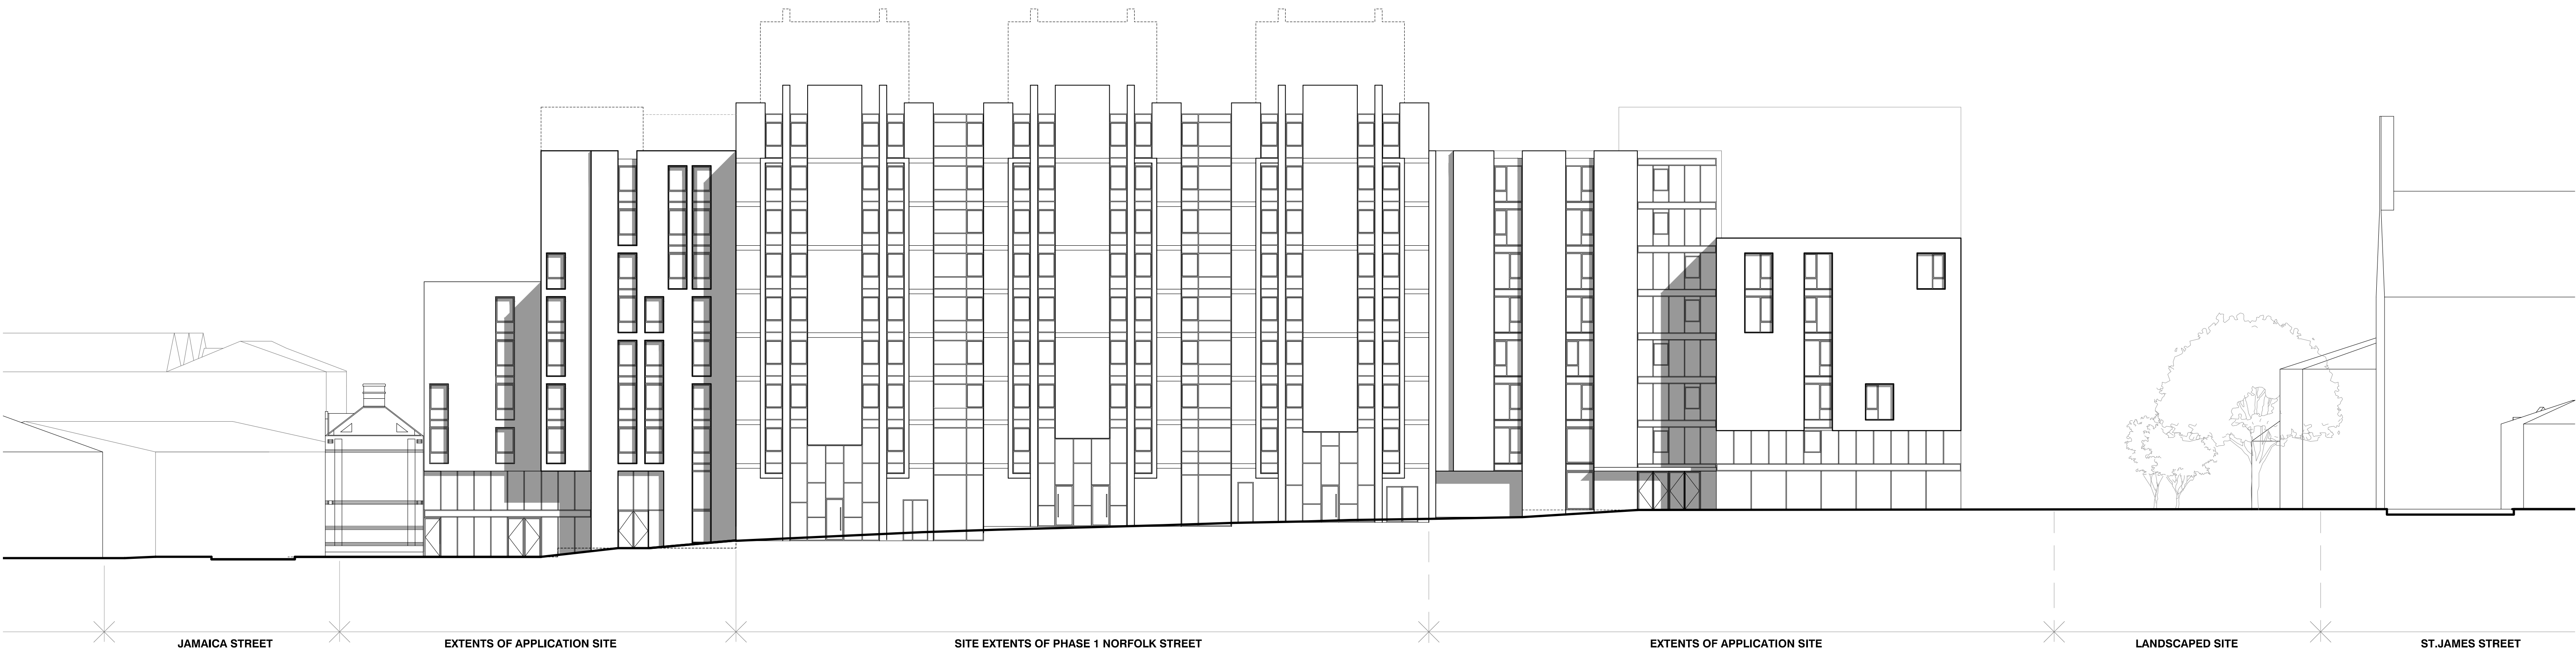 JAMAICA STREET
EXTENTS OF APPLICATION SITE
SITE EXTENTS OF PHASE 1 NORFOLK STREET
EXTENTS OF APPLICATION SITE
LANDSCAPED SITE
ST.JAMES STREET